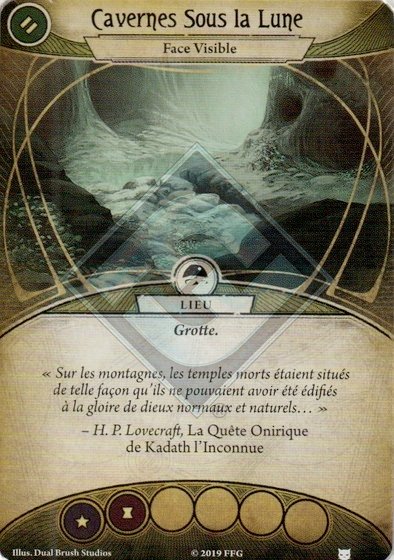 Cavernes Sous la Lune
Face Visible
LIEU
Grotte.
« Sur les montagnes, les temples morts étaient situés
de telle façon qu'ils ne pouvaient avoir été édifiés
à la gloire de dieux normaux et naturels… »
– H. P. Lovecraft, La Quête Onirique
de Kadath l'Inconnue
Illus. Dual Brush Studios
© 2019 FFG